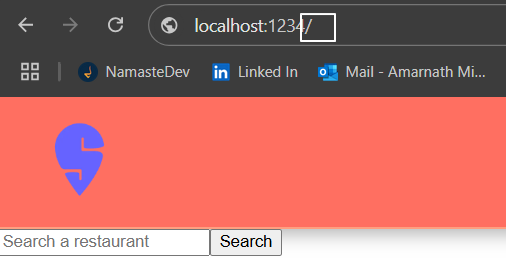 localhost:1234/
NamasteDev Linked In Mail - Amarnath Mi...
Search a restaurant Search